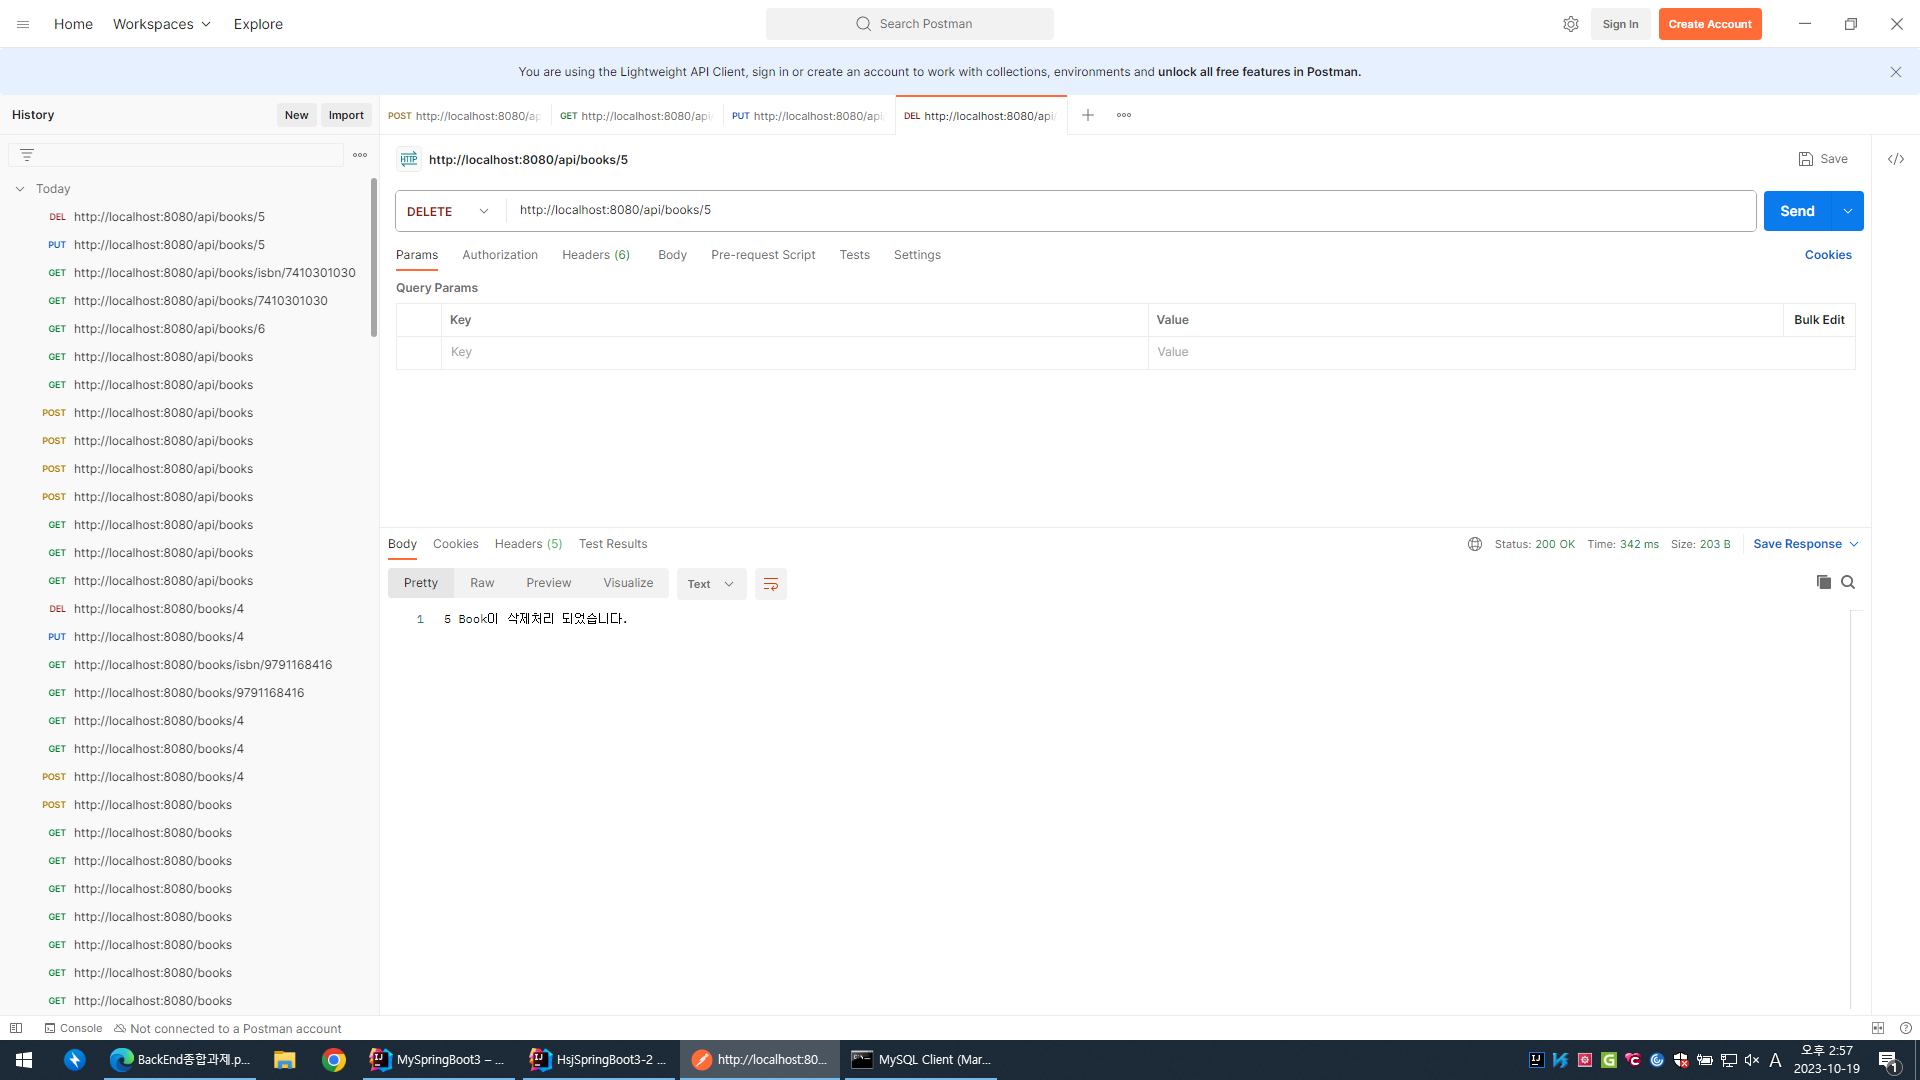 Home Workspaces Explore Search Postman Sign In Create Account
You are using the Lightweight API Client, sign in or create an account to work with collections, environments and unlock all free features in Postman.
History New Import
POST http://localhost:8080/ap GET http://localhost:8080/api PUT http://localhost:8080/api DEL http://localhost:8080/api/
http://localhost:8080/api/books/5 Save
Today
DEL http://localhost:8080/api/books/5
PUT http://localhost:8080/api/books/5
GET http://localhost:8080/api/books/isbn/7410301030
GET http://localhost:8080/api/books/7410301030
GET http://localhost:8080/api/books/6
GET http://localhost:8080/api/books
GET http://localhost:8080/api/books
POST http://localhost:8080/api/books
POST http://localhost:8080/api/books
POST http://localhost:8080/api/books
POST http://localhost:8080/api/books
GET http://localhost:8080/api/books
GET http://localhost:8080/api/books
GET http://localhost:8080/api/books
DEL http://localhost:8080/books/4
PUT http://localhost:8080/books/4
GET http://localhost:8080/books/isbn/9791168416
GET http://localhost:8080/books/9791168416
GET http://localhost:8080/books/4
GET http://localhost:8080/books/4
POST http://localhost:8080/books/4
POST http://localhost:8080/books
GET http://localhost:8080/books
GET http://localhost:8080/books
GET http://localhost:8080/books
GET http://localhost:8080/books
GET http://localhost:8080/books
GET http://localhost:8080/books
GET http://localhost:8080/books
DELETE http://localhost:8080/api/books/5 Send
Params Authorization Headers (6) Body Pre-request Script Tests Settings Cookies
Query Params
Key Value Bulk Edit
Key Value
Body Cookies Headers (5) Test Results Status: 200 OK Time: 342 ms Size: 203 B Save Response
Pretty Raw Preview Visualize Text
1 5 Book이 삭제처리 되었습니다.
Console Not connected to a Postman account
BackEnd종합과제.p... MySpringBoot3 – ... HsjSpringBoot3-2 ... http://localhost:80... MySQL Client (Mar... A 오후 2:57
2023-10-19 1